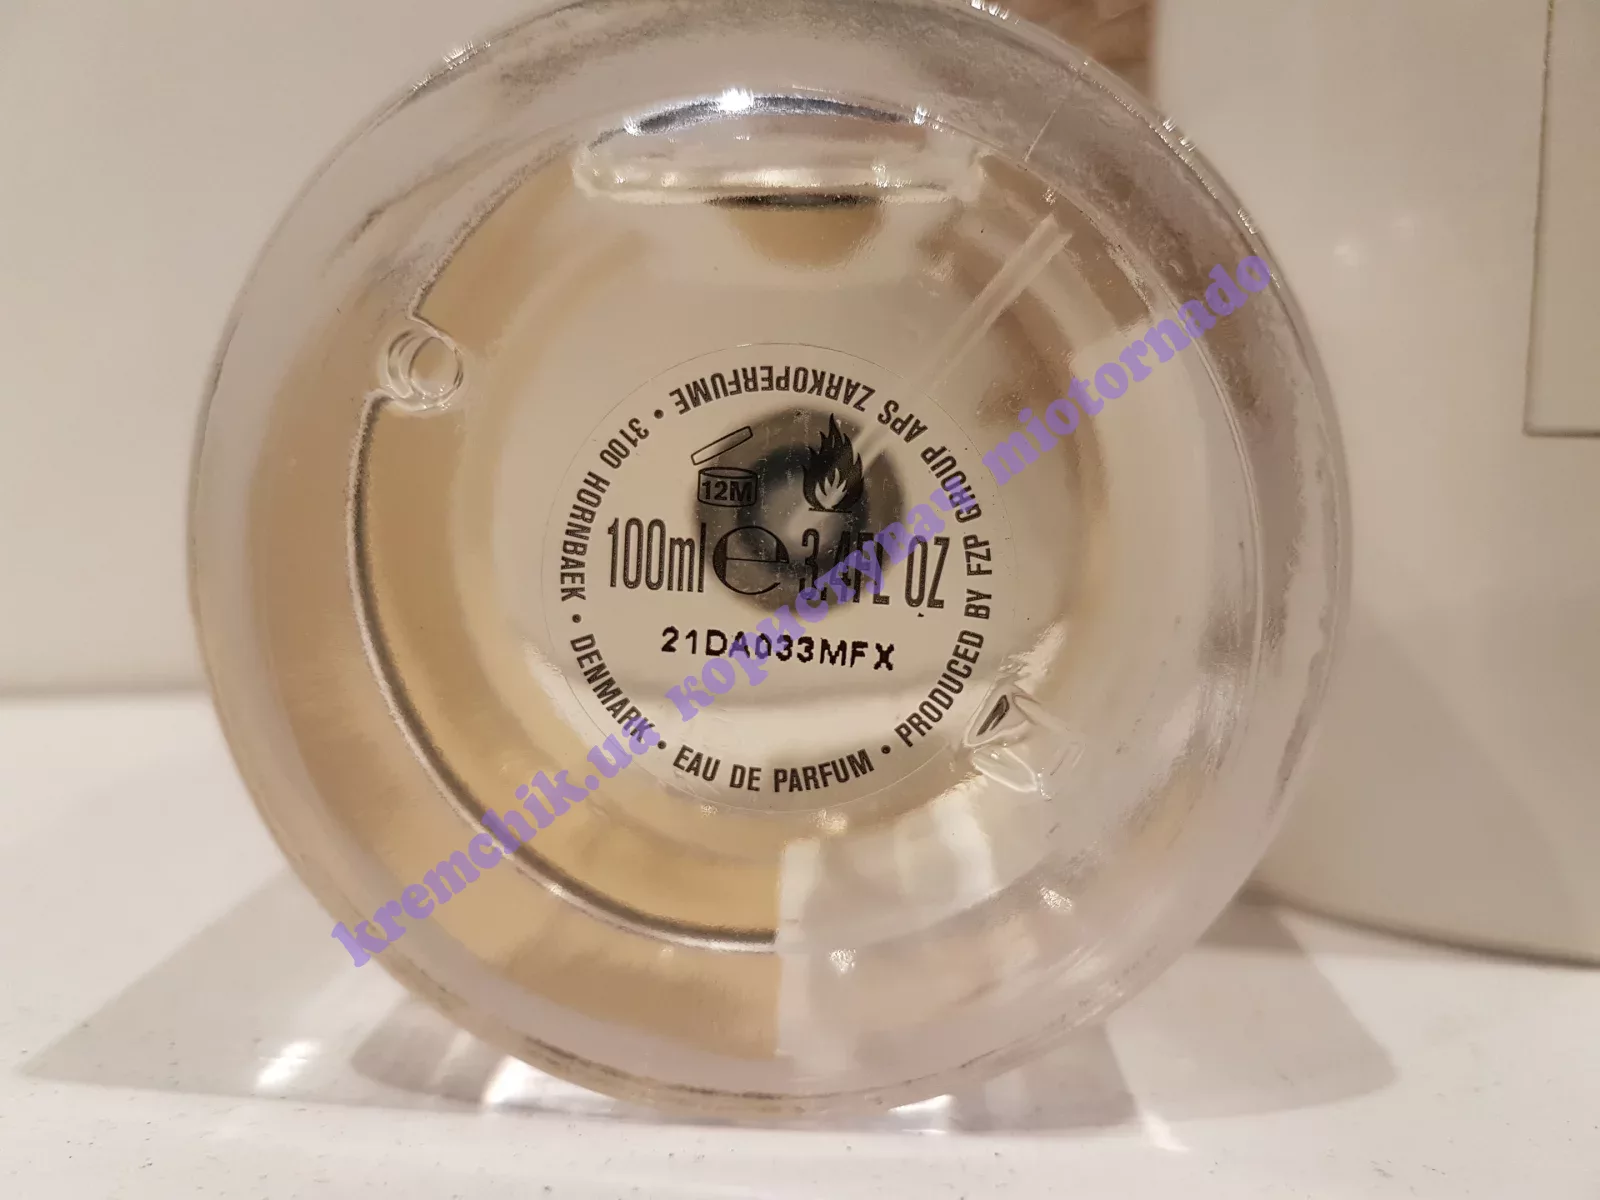 12M
100ml e 3.4FL OZ
21DA033MFX
PRODUCED BY FZP GROUP APS ZARKOPERFUME • 3100 HORNBAEK • DENMARK • EAU DE PARFUM •
kremchik.ua користувач miotornado